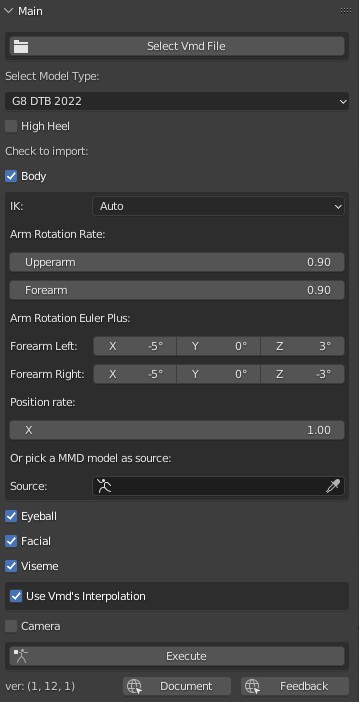 Main
Select Vmd File
Select Model Type:
G8 DTB 2022
High Heel
Check to import:
Body
IK: Auto
Arm Rotation Rate:
Upperarm 0.90
Forearm 0.90
Arm Rotation Euler Plus:
Forearm Left: X -5° Y 0° Z 3°
Forearm Right: X -5° Y 0° Z -3°
Position rate:
X 1.00
Or pick a MMD model as source:
Source:
Eyeball
Facial
Viseme
Use Vmd's Interpolation
Camera
Execute
ver: (1, 12, 1) Document Feedback